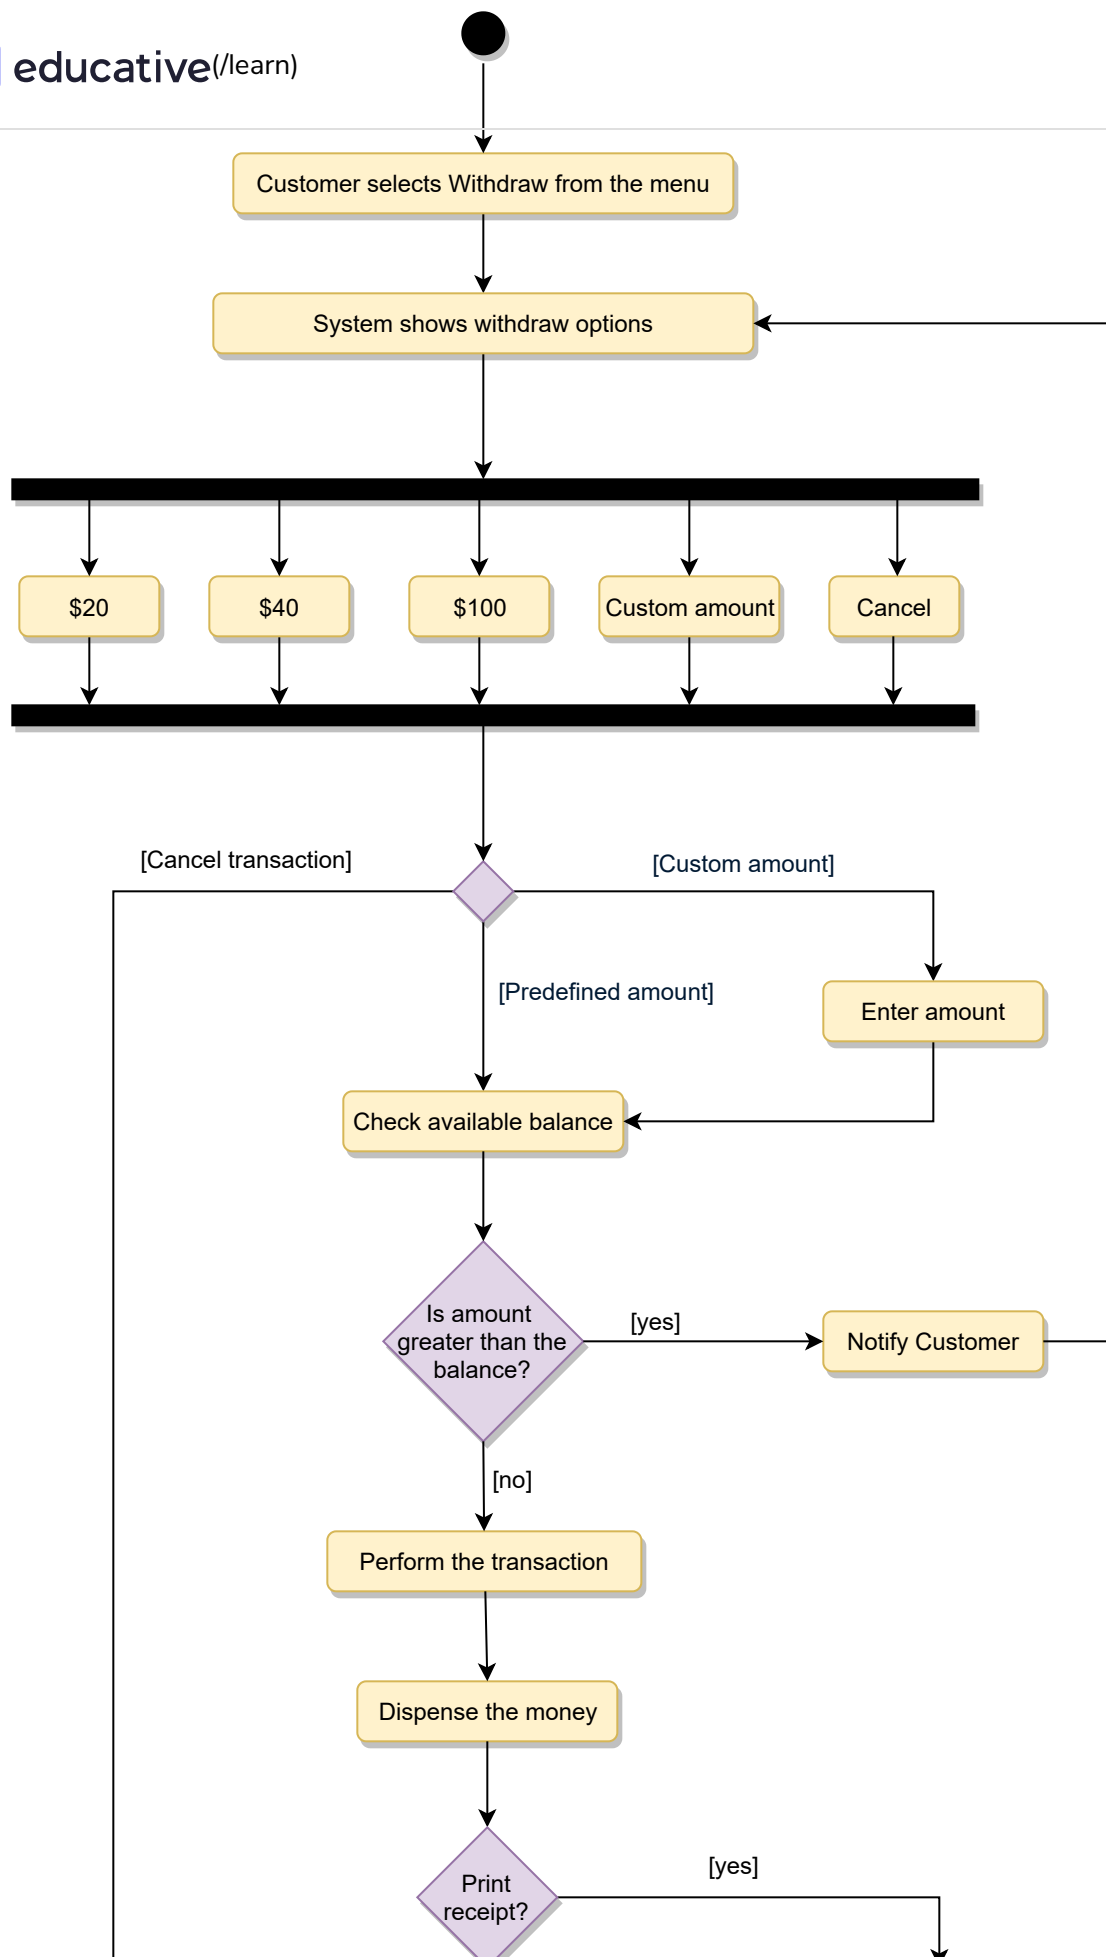 educative(/learn)
Customer selects Withdraw from the menu
System shows withdraw options
$20
$40
$100
Custom amount
Cancel
[Cancel transaction]
[Custom amount]
[Predefined amount]
Enter amount
Check available balance
Is amount
greater than the
balance?
[yes]
Notify Customer
[no]
Perform the transaction
Dispense the money
[yes]
Print
receipt?